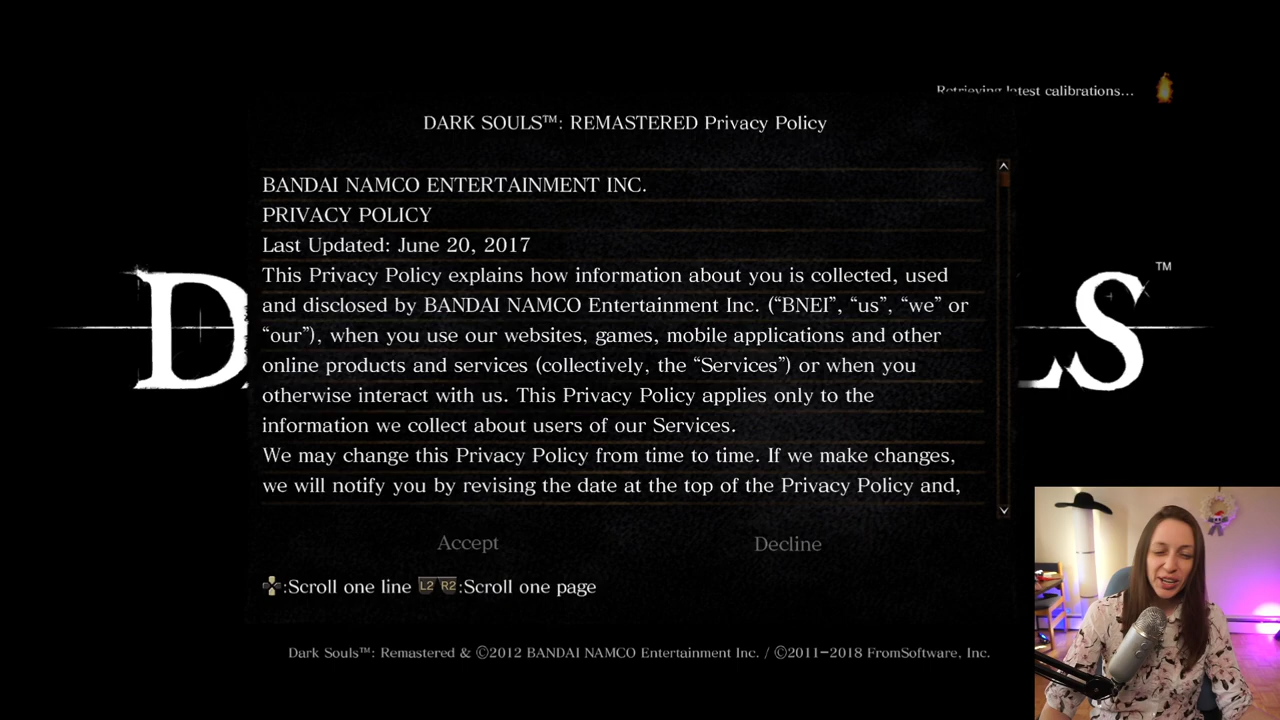 Retrieving latest calibrations...
DARK SOULS™: REMASTERED Privacy Policy
BANDAI NAMCO ENTERTAINMENT INC.
PRIVACY POLICY
Last Updated: June 20, 2017
This Privacy Policy explains how information about you is collected, used
and disclosed by BANDAI NAMCO Entertainment Inc. (“BNEI”, “us”, “we” or
“our”), when you use our websites, games, mobile applications and other
online products and services (collectively, the “Services”) or when you
otherwise interact with us. This Privacy Policy applies only to the
information we collect about users of our Services.
We may change this Privacy Policy from time to time. If we make changes,
we will notify you by revising the date at the top of the Privacy Policy and,
D LS™
Accept Decline
:Scroll one line L2 R2:Scroll one page
Dark Souls™: Remastered & ©2012 BANDAI NAMCO Entertainment Inc. / ©2011-2018 FromSoftware, Inc.